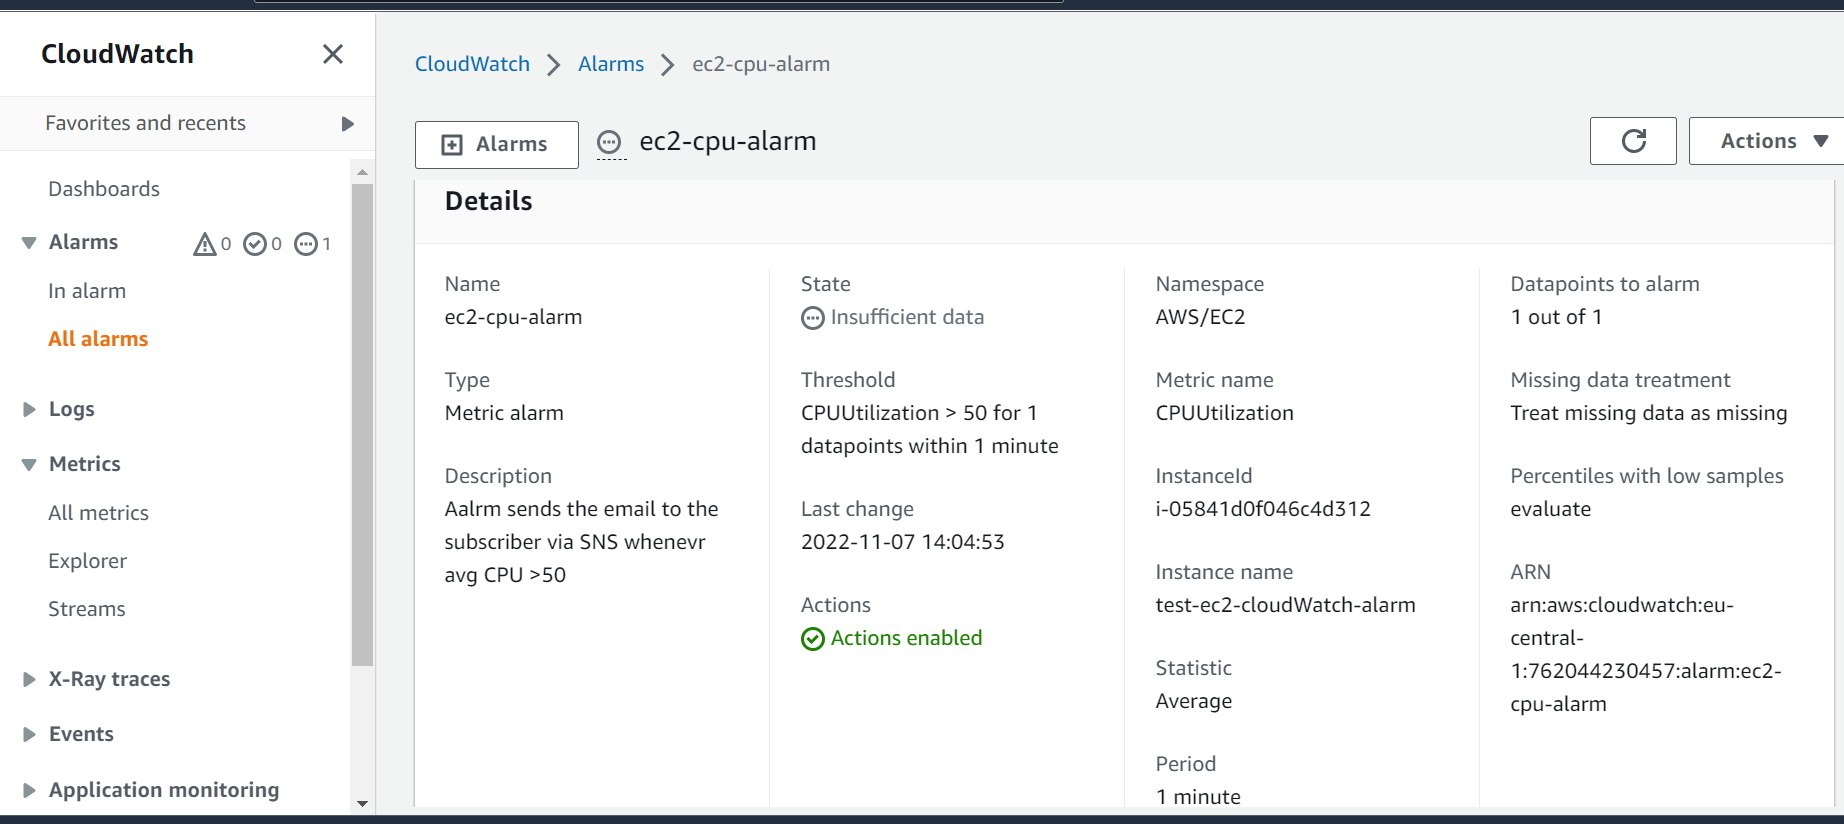 CloudWatch
Favorites and recents
Dashboards
Alarms 0 0 1
In alarm
All alarms
Logs
Metrics
All metrics
Explorer
Streams
X-Ray traces
Events
Application monitoring
CloudWatch > Alarms > ec2-cpu-alarm
Alarms
ec2-cpu-alarm
Actions
Details
Name
ec2-cpu-alarm
Type
Metric alarm
Description
Aalrm sends the email to the
subscriber via SNS whenevr
avg CPU >50
State
Insufficient data
Threshold
CPUUtilization > 50 for 1
datapoints within 1 minute
Last change
2022-11-07 14:04:53
Actions
Actions enabled
Namespace
AWS/EC2
Metric name
CPUUtilization
InstanceId
i-05841d0f046c4d312
Instance name
test-ec2-cloudWatch-alarm
Statistic
Average
Period
1 minute
Datapoints to alarm
1 out of 1
Missing data treatment
Treat missing data as missing
Percentiles with low samples
evaluate
ARN
arn:aws:cloudwatch:eu-
central-
1:762044230457:alarm:ec2-
cpu-alarm